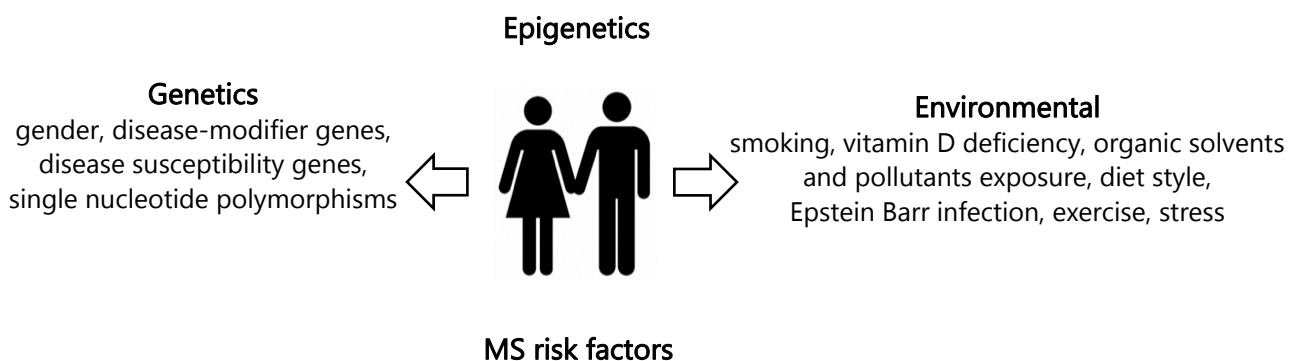 Epigenetics
Genetics
gender, disease-modifier genes,
disease susceptibility genes,
single nucleotide polymorphisms
Environmental
smoking, vitamin D deficiency, organic solvents
and pollutants exposure, diet style,
Epstein Barr infection, exercise, stress
MS risk factors